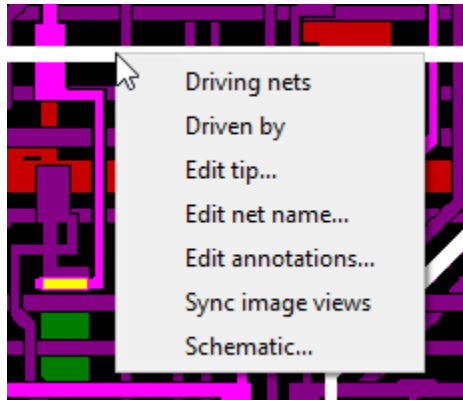 Driving nets
Driven by
Edit tip...
Edit net name...
Edit annotations...
Sync image views
Schematic...